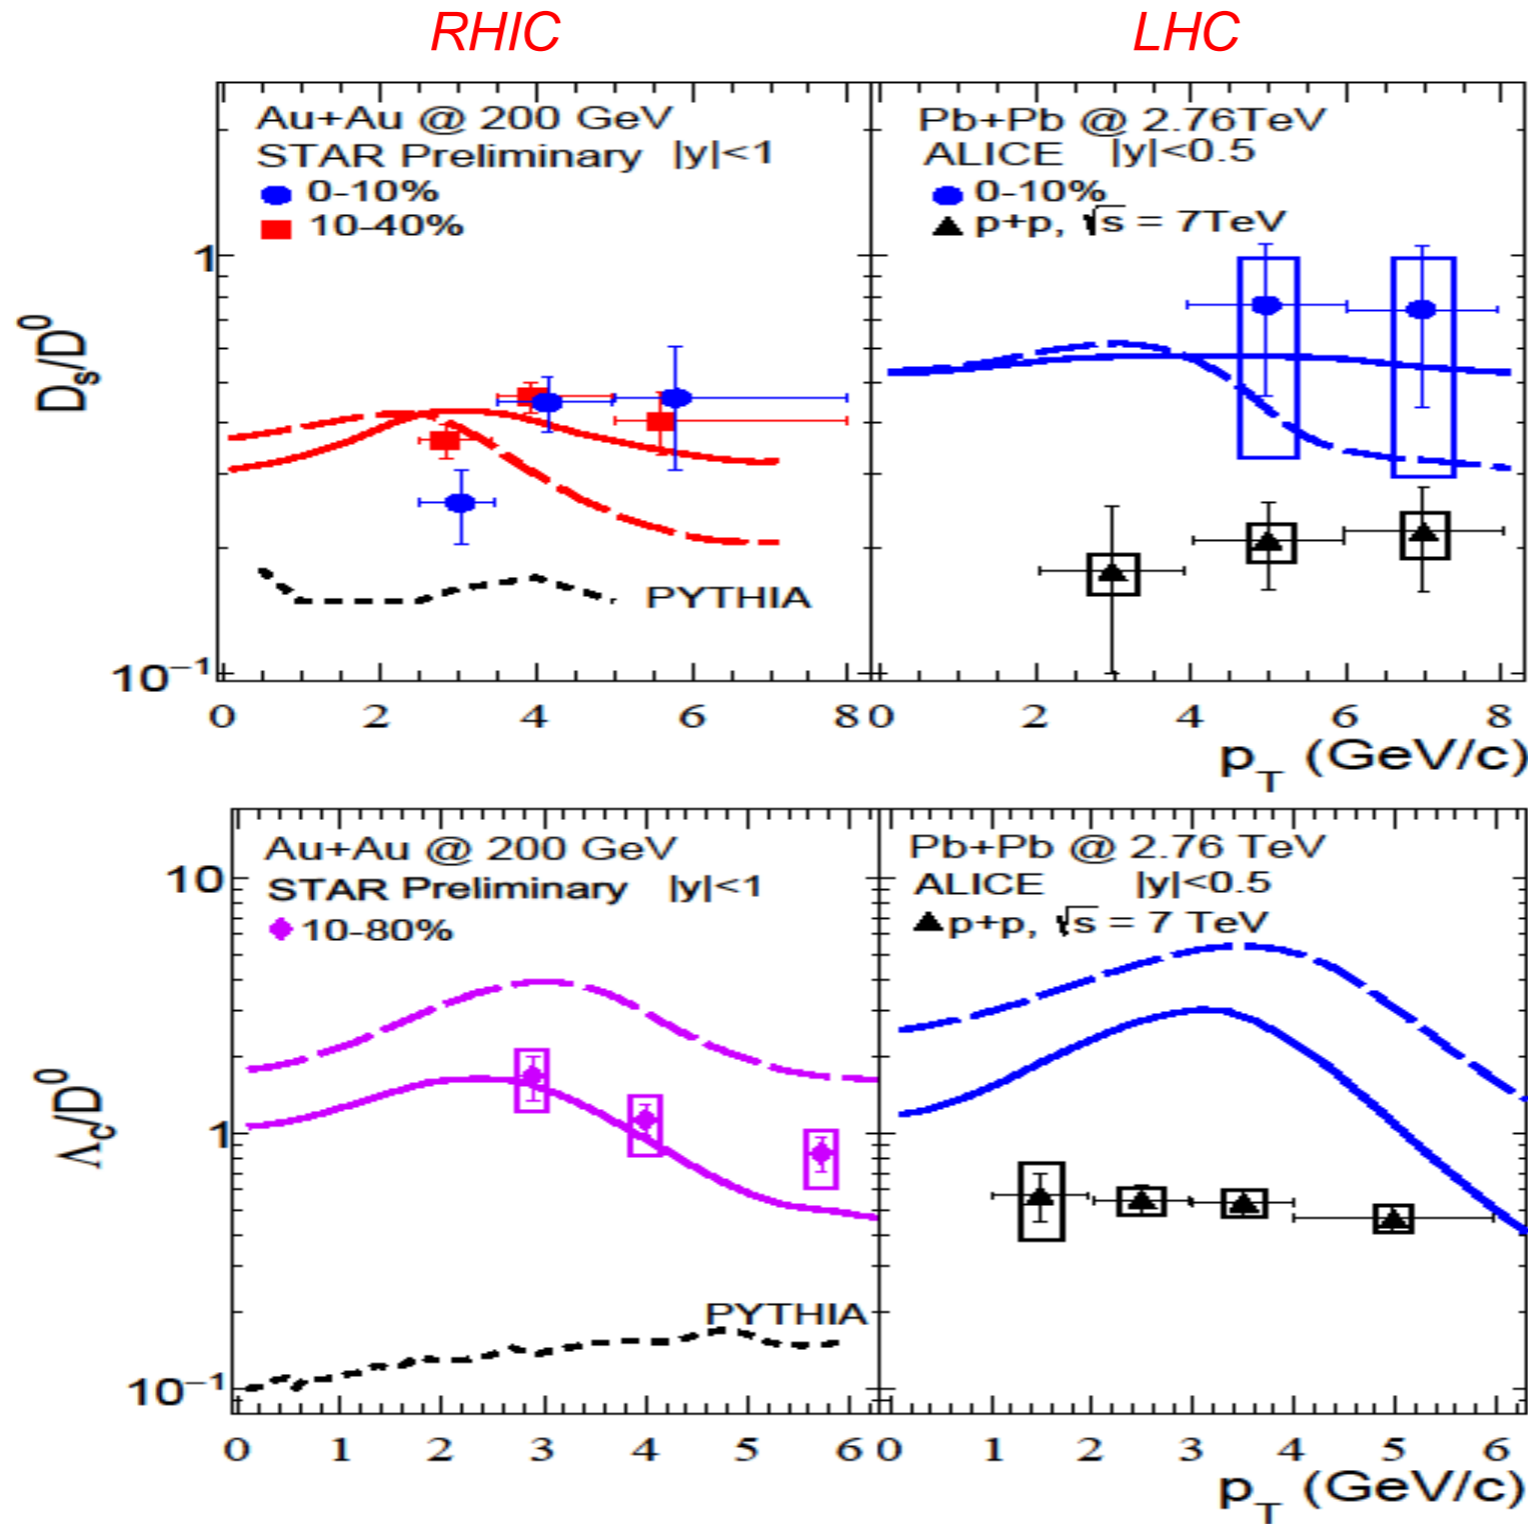 RHIC
LHC
Au+Au @ 200 GeV
STAR Preliminary |y|<1
0-10%
10-40%
PYTHIA
Pb+Pb @ 2.76TeV
ALICE |y|<0.5
0-10%
p+p, √s = 7TeV
D_s/D^0
1
10^−1
0 2 4 6 8 0 2 4 6 8
p_T (GeV/c)
Au+Au @ 200 GeV
STAR Preliminary |y|<1
10-80%
PYTHIA
Pb+Pb @ 2.76 TeV
ALICE |y|<0.5
p+p, √s = 7 TeV
Λ_c/D^0
10
1
10^−1
0 1 2 3 4 5 6 0 1 2 3 4 5 6
p_T (GeV/c)